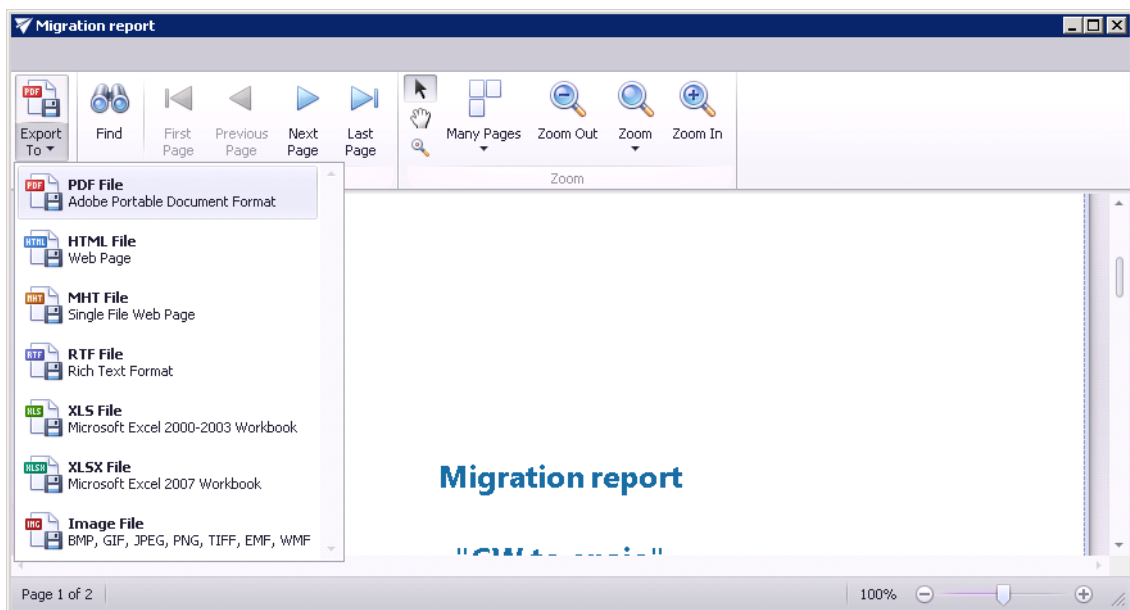 Migration report
PDF
Export To
Find
First Page
Previous Page
Next Page
Last Page
Many Pages
Zoom Out
Zoom
Zoom In
Zoom
PDF
PDF File
Adobe Portable Document Format
HTML
HTML File
Web Page
MHT
MHT File
Single File Web Page
RTF
RTF File
Rich Text Format
XLS
XLS File
Microsoft Excel 2000-2003 Workbook
XLSX
XLSX File
Microsoft Excel 2007 Workbook
IMG
Image File
BMP, GIF, JPEG, PNG, TIFF, EMF, WMF
Migration report
"GW to
Page 1 of 2
100%